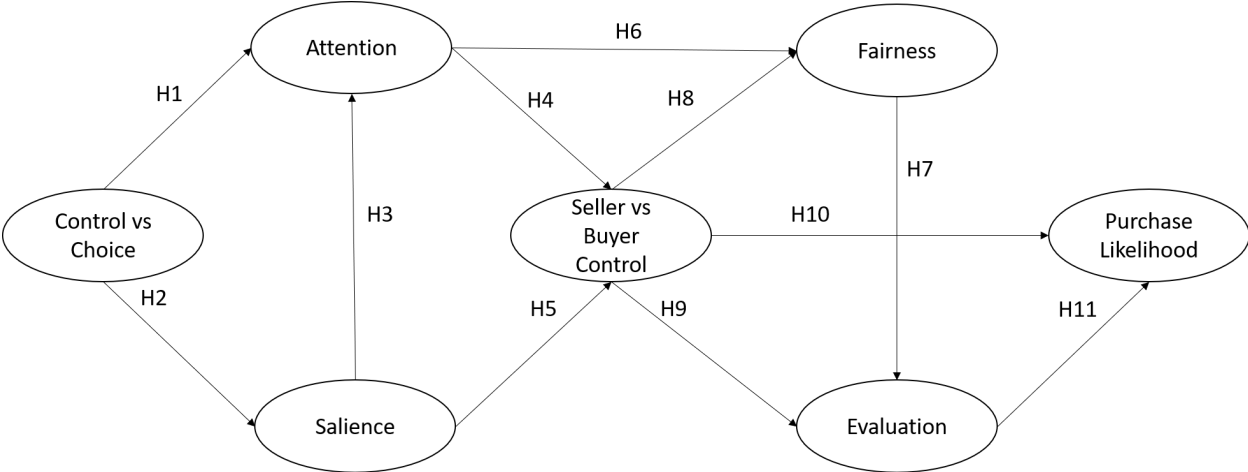 H6
Attention
Fairness
H1
H4
H8
H7
H3
Control vs
Choice
Seller vs
Buyer
Control
H10
Purchase
Likelihood
H2
H5
H9
H11
Salience
Evaluation